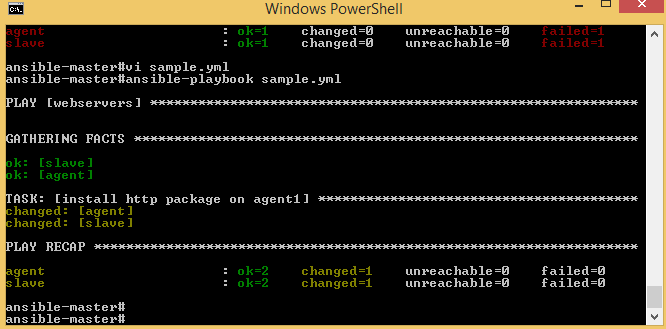 Windows PowerShell
agent : ok=1 changed=0 unreachable=0 failed=1
slave : ok=1 changed=0 unreachable=0 failed=1
ansible-master#vi sample.yml
ansible-master#ansible-playbook sample.yml
PLAY [webservers] **************************************************************
GATHERING FACTS ****************************************************************
ok: [slave]
ok: [agent]
TASK: [install http package on agent1] *****************************************
changed: [agent]
changed: [slave]
PLAY RECAP *********************************************************************
agent : ok=2 changed=1 unreachable=0 failed=0
slave : ok=2 changed=1 unreachable=0 failed=0
ansible-master#
ansible-master#